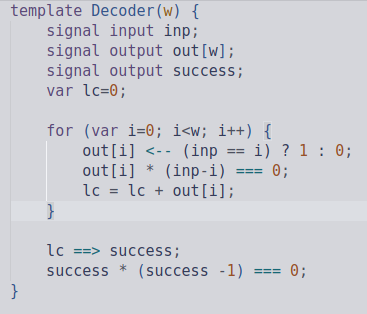 template Decoder(w) {
    signal input inp;
    signal output out[w];
    signal output success;
    var lc=0;

    for (var i=0; i<w; i++) {
        out[i] <-- (inp == i) ? 1 : 0;
        out[i] * (inp-i) === 0;
        lc = lc + out[i];
    }

    lc ==> success;
    success * (success -1) === 0;
}